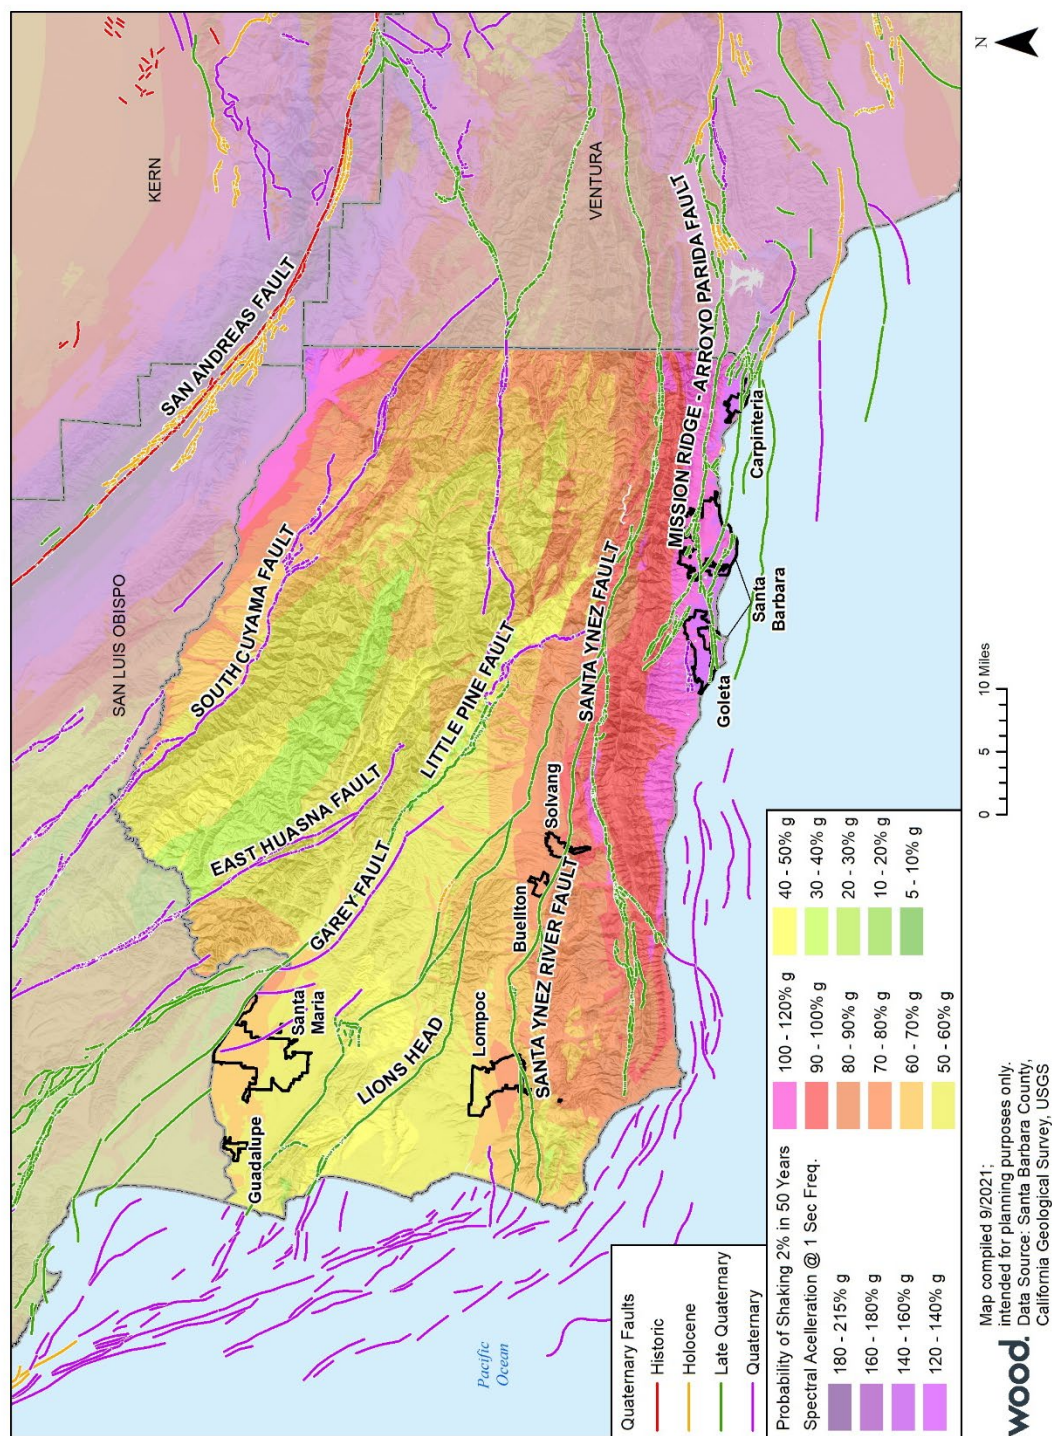 KERN
SAN ANDREAS FAULT
SAN LUIS OBISPO
VENTURA
SOUTH CUYAMA FAULT
EAST HUASNA FAULT
LITTLE PINE FAULT
GAREY FAULT
SANTA YNEZ FAULT
MISSION RIDGE - ARROYO PARIDA FAULT
LIONS HEAD
SANTA YNEZ RIVER FAULT
Guadalupe
Santa
Maria
Lompoc
Buellton
Solvang
Goleta
Santa
Barbara
Carpinteria
Pacific
Ocean
Quaternary Faults
Historic
Holocene
Late Quaternary
Quaternary
Probability of Shaking 2% in 50 Years
Spectral Acelleration @ 1 Sec Freq.
180 - 215% g
160 - 180% g
140 - 160% g
120 - 140% g
100 - 120% g
90 - 100% g
80 - 90% g
70 - 80% g
60 - 70% g
50 - 60% g
40 - 50% g
30 - 40% g
20 - 30% g
10 - 20% g
5 - 10% g
N
0 5 10 Miles
wood.
Map compiled 9/2021;
intended for planning purposes only.
Data Source: Santa Barbara County,
California Geological Survey, USGS